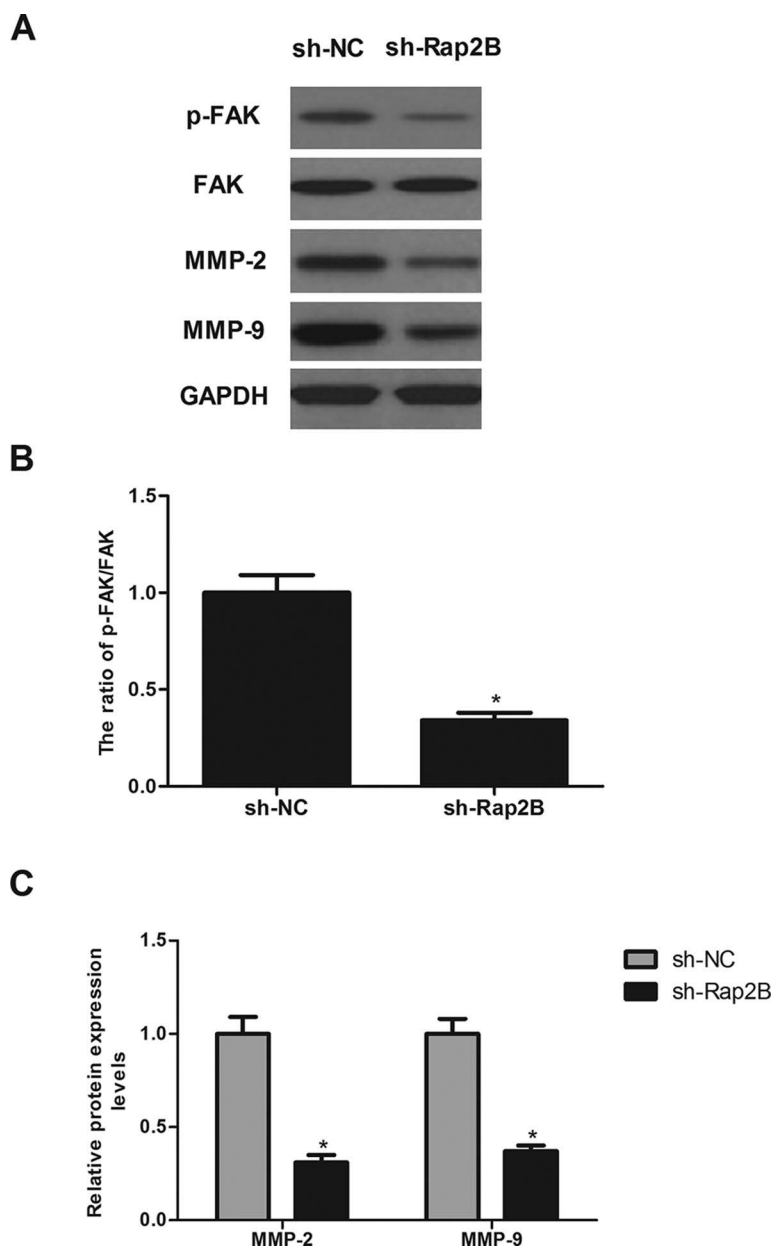 A
sh-NC sh-Rap2B
p-FAK
FAK
MMP-2
MMP-9
GAPDH
B
The ratio of p-FAK/FAK
1.5
1.0
0.5
0.0
*
sh-NC sh-Rap2B
C
Relative protein expression
levels
1.5
1.0
0.5
0.0
* *
MMP-2 MMP-9
sh-NC
sh-Rap2B